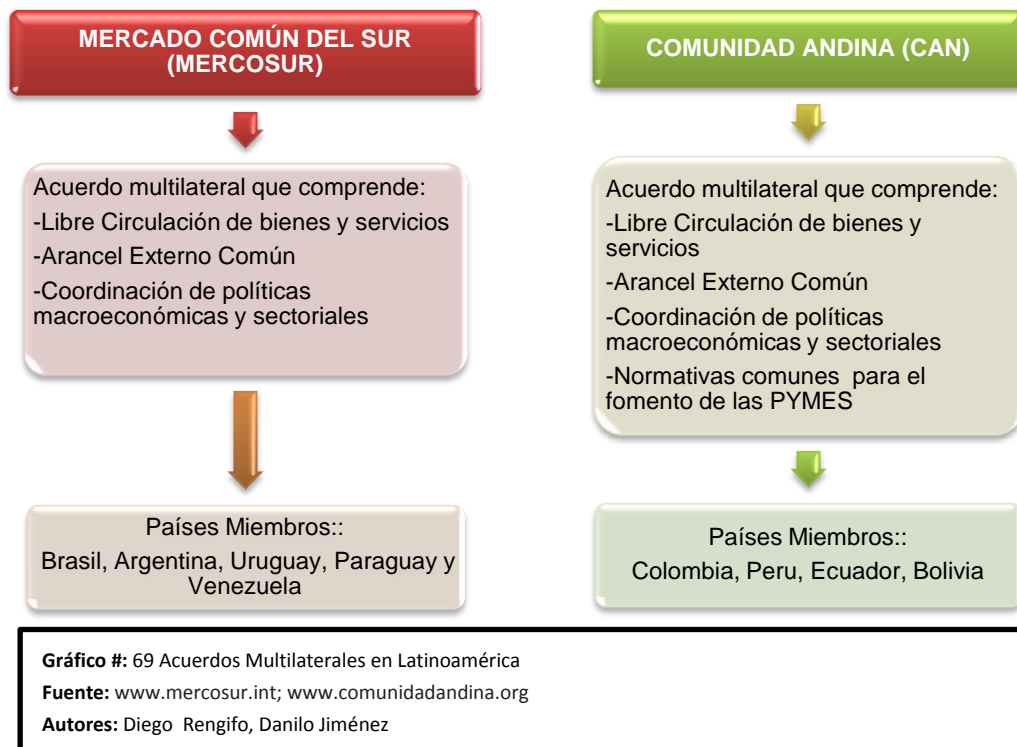 MERCADO COMÚN DEL SUR
(MERCOSUR)
Acuerdo multilateral que comprende:
-Libre Circulación de bienes y servicios
-Arancel Externo Común
-Coordinación de políticas
macroeconómicas y sectoriales
Países Miembros::
Brasil, Argentina, Uruguay, Paraguay y
Venezuela
COMUNIDAD ANDINA (CAN)
Acuerdo multilateral que comprende:
-Libre Circulación de bienes y
servicios
-Arancel Externo Común
-Coordinación de políticas
macroeconómicas y sectoriales
-Normativas comunes para el
fomento de las PYMES
Países Miembros::
Colombia, Peru, Ecuador, Bolivia
Gráfico #: 69 Acuerdos Multilaterales en Latinoamérica
Fuente: www.mercosur.int; www.comunidadandina.org
Autores: Diego Rengifo, Danilo Jiménez